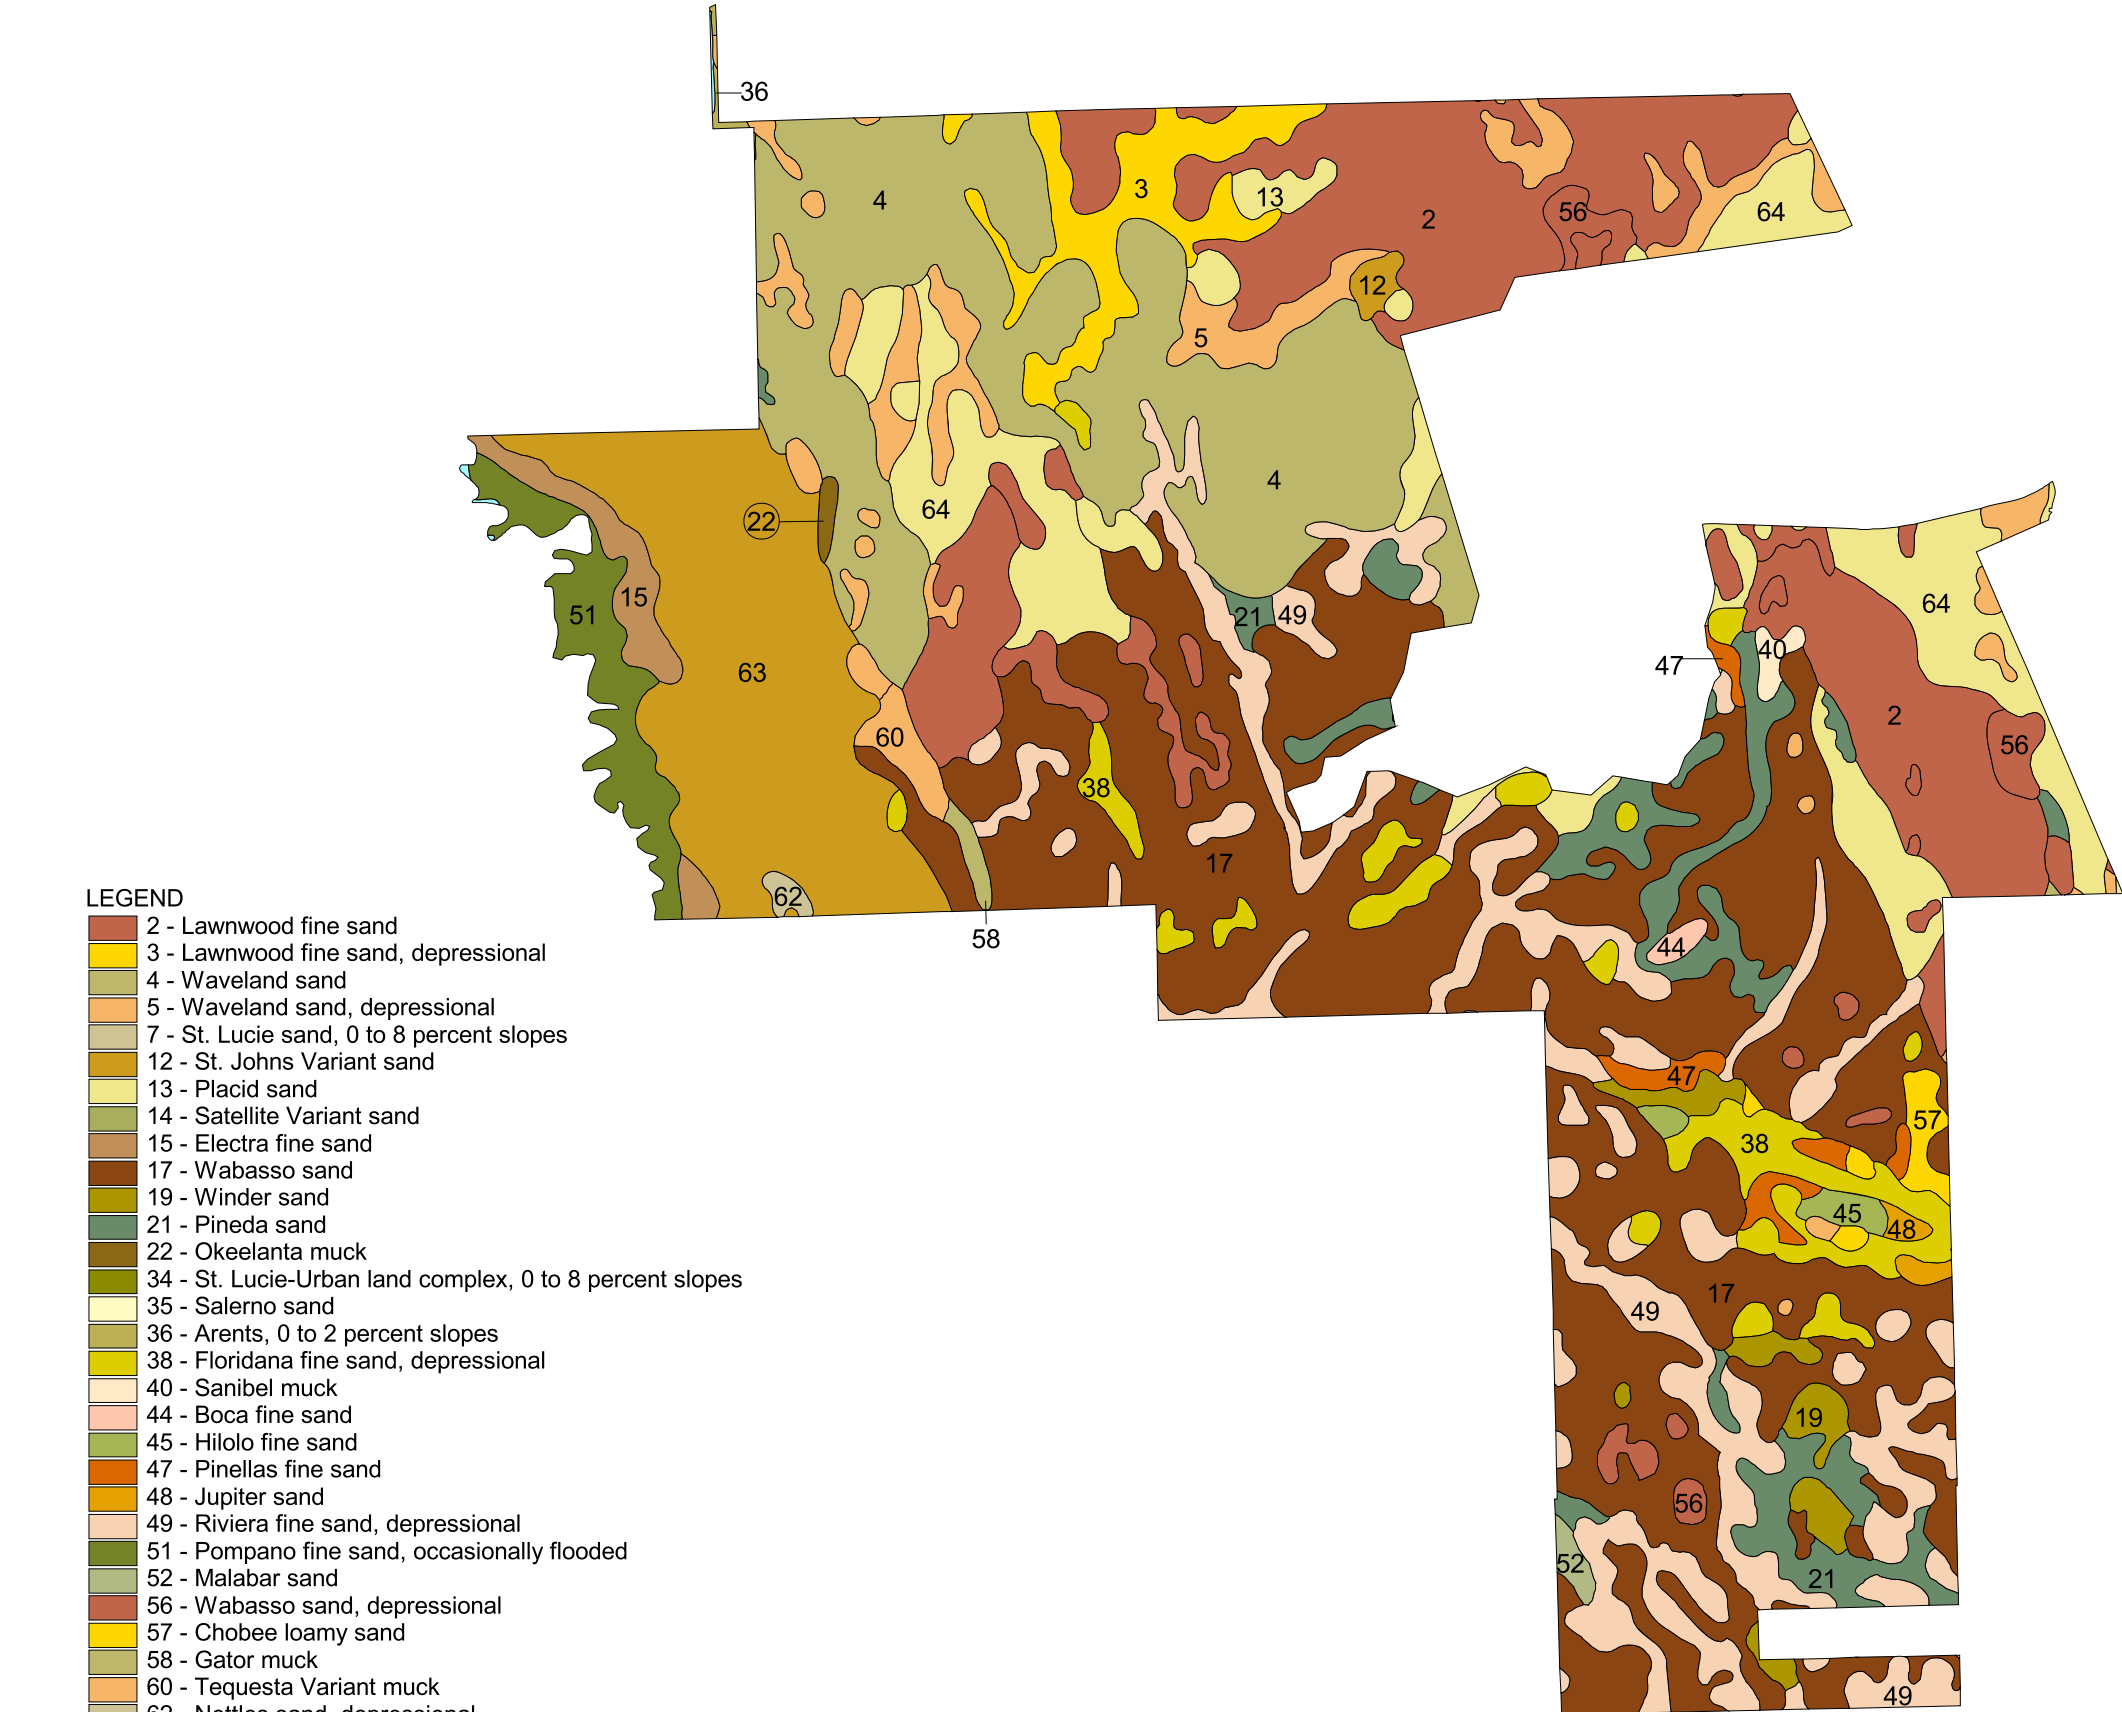 36
4
3
13
2
56
64
12
5
4
64
22
15
51
21
49
64
40
47
63
2
60
56
38
17
62
58
44
47
57
38
45
48
17
49
19
56
52
21
49
LEGEND
2 - Lawnwood fine sand
3 - Lawnwood fine sand, depressional
4 - Waveland sand
5 - Waveland sand, depressional
7 - St. Lucie sand, 0 to 8 percent slopes
12 - St. Johns Variant sand
13 - Placid sand
14 - Satellite Variant sand
15 - Electra fine sand
17 - Wabasso sand
19 - Winder sand
21 - Pineda sand
22 - Okeelanta muck
34 - St. Lucie-Urban land complex, 0 to 8 percent slopes
35 - Salerno sand
36 - Arents, 0 to 2 percent slopes
38 - Floridana fine sand, depressional
40 - Sanibel muck
44 - Boca fine sand
45 - Hilolo fine sand
47 - Pinellas fine sand
48 - Jupiter sand
49 - Riviera fine sand, depressional
51 - Pompano fine sand, occasionally flooded
52 - Malabar sand
56 - Wabasso sand, depressional
57 - Chobee loamy sand
58 - Gator muck
60 - Tequesta Variant muck
62 - Nettles sand, depressional